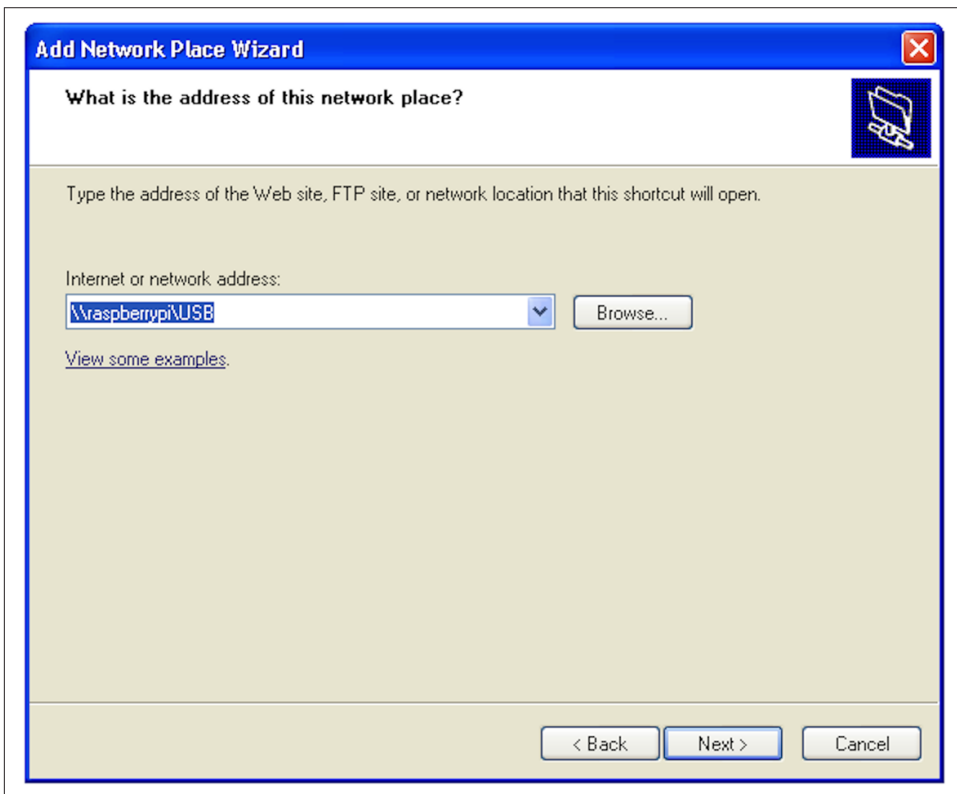 Add Network Place Wizard
What is the address of this network place?
Type the address of the Web site, FTP site, or network location that this shortcut will open.
Internet or network address:
\\raspberrypi\USB
Browse...
View some examples.
< Back
Next >
Cancel